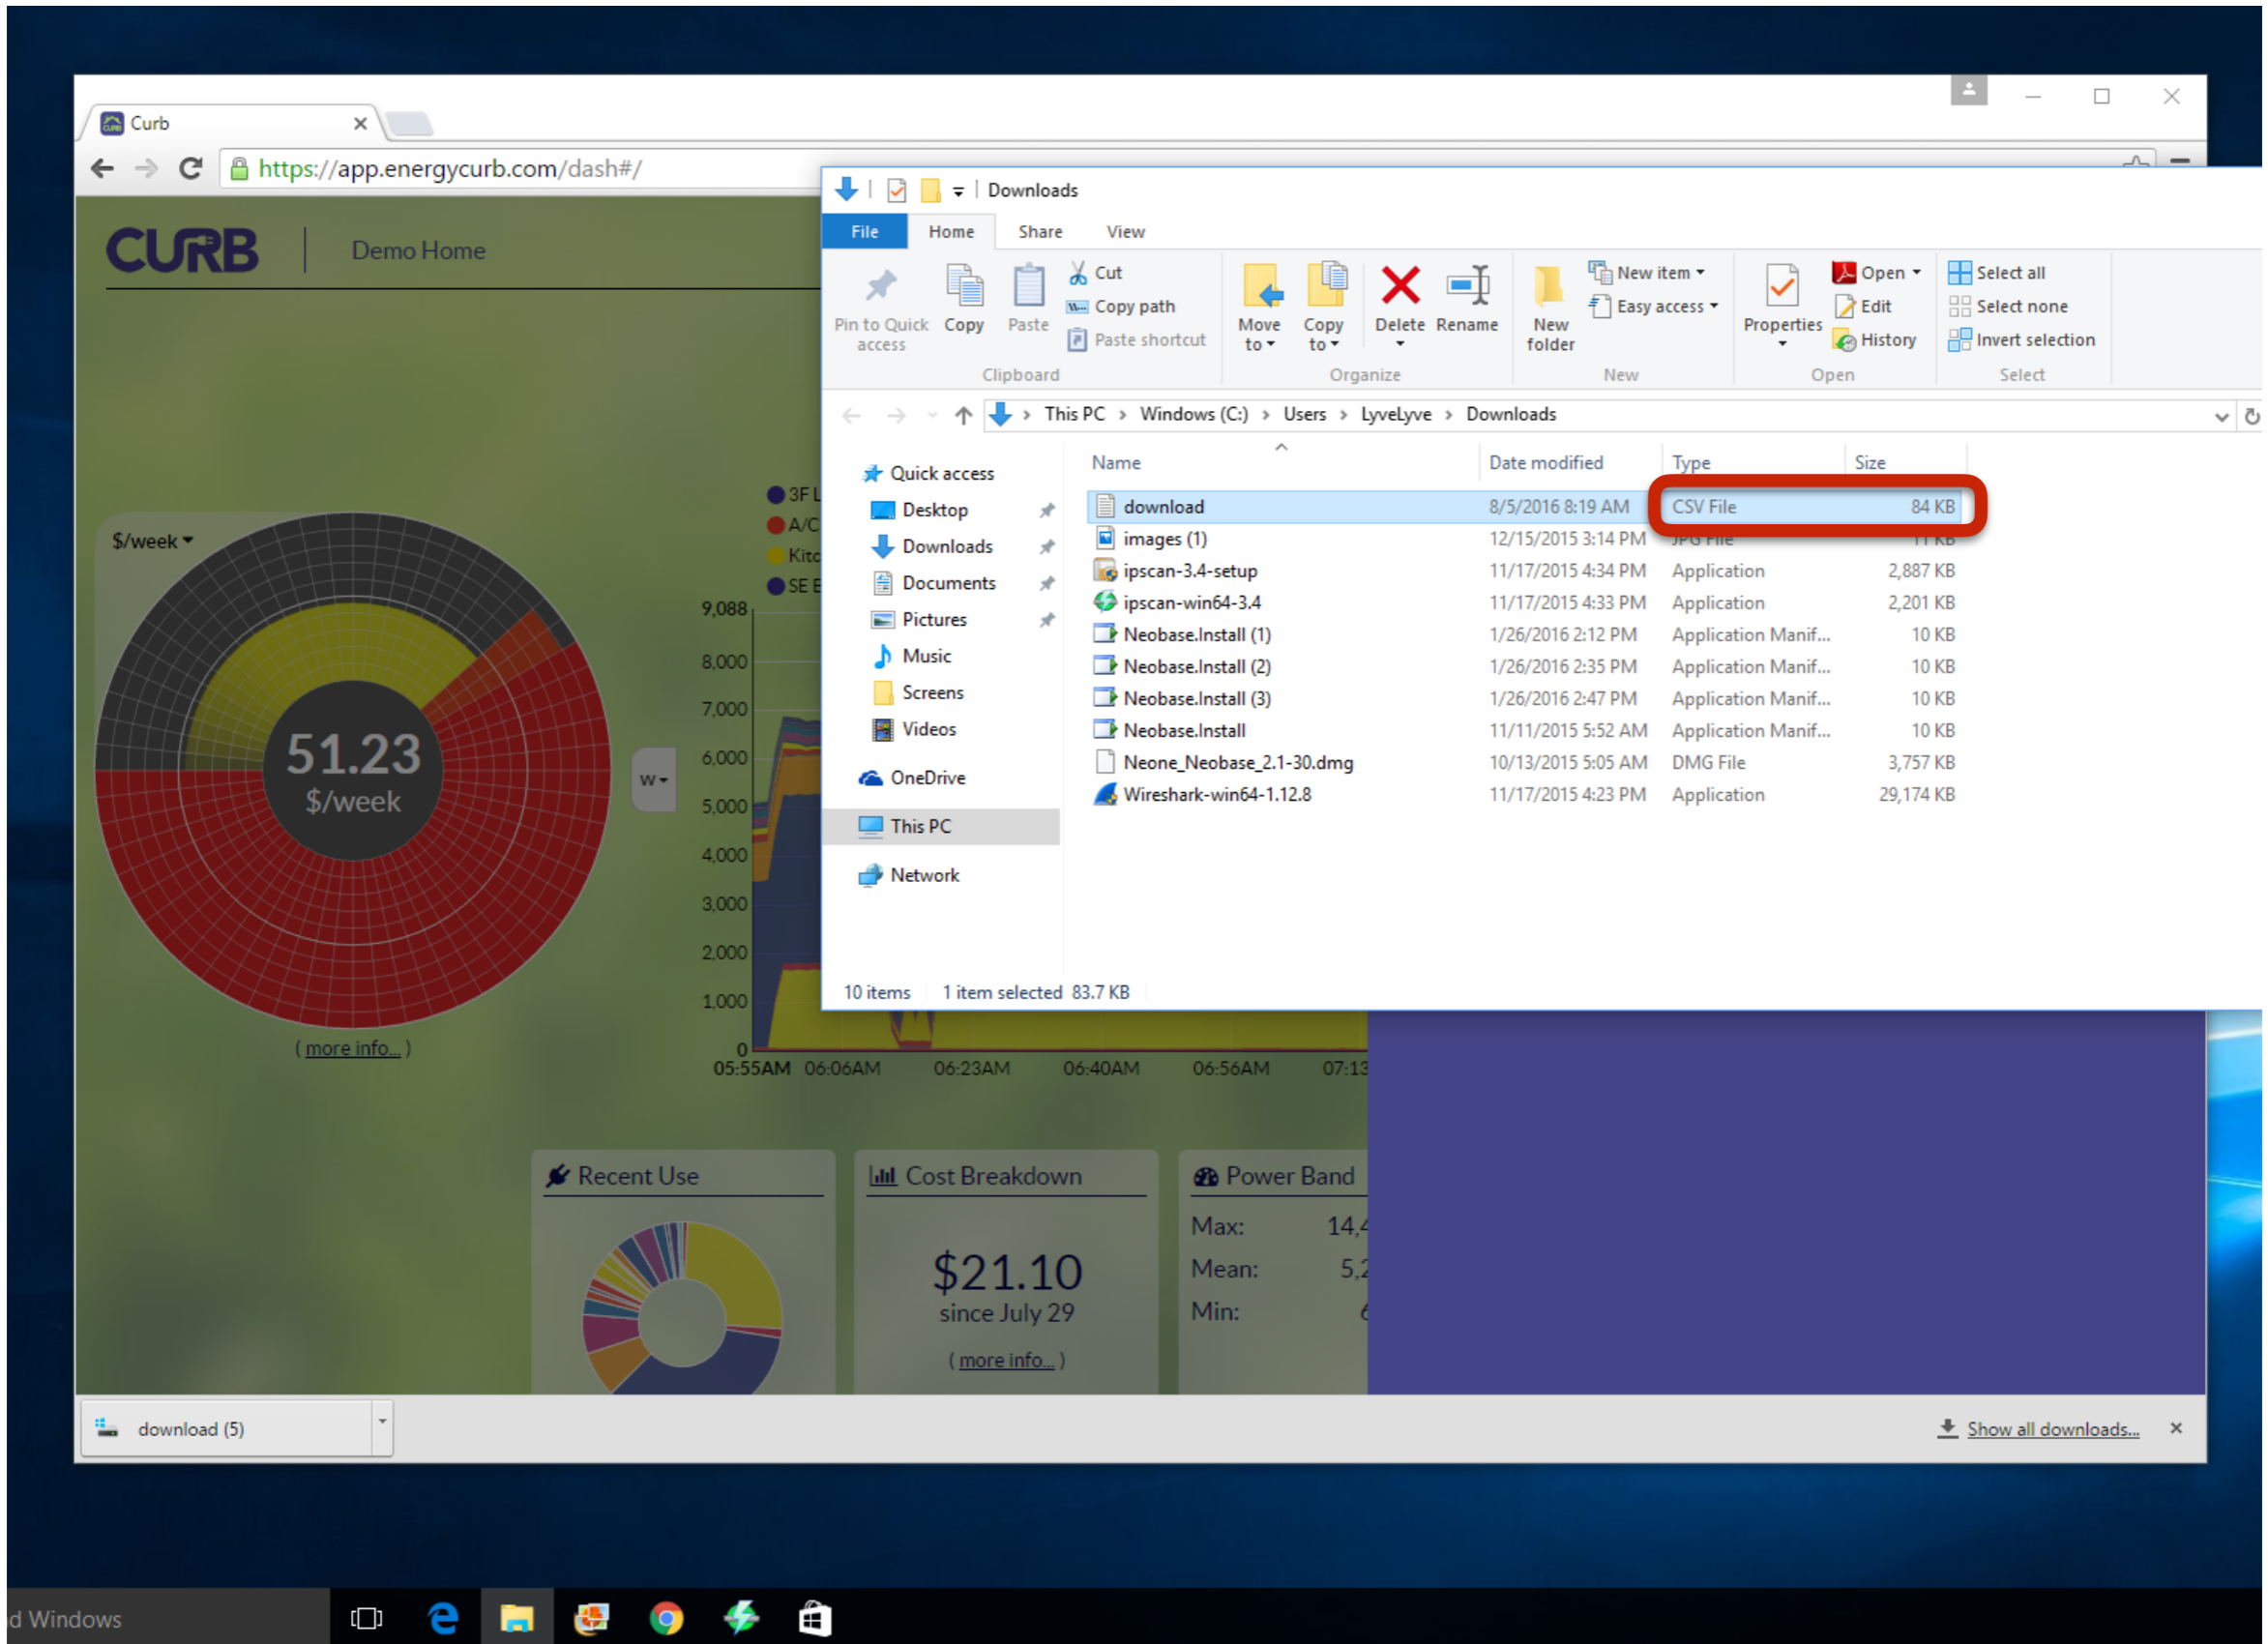 Curb
https://app.energycurb.com/dash#/
CURB
Demo Home
$/week
51.23
$/week
( more info... )
3F L
A/C
Kitc
SE E
w
9,088
8,000
7,000
6,000
5,000
4,000
3,000
2,000
1,000
0
05:55AM 06:06AM 06:23AM 06:40AM 06:56AM 07:13
Downloads
File Home Share View
Pin to Quick access
Copy
Paste
Cut
Copy path
Paste shortcut
Clipboard
Move to
Copy to
Delete
Rename
Organize
New folder
New item
Easy access
New
Properties
Open
Edit
History
Open
Select all
Select none
Invert selection
Select
This PC > Windows (C:) > Users > LyveLyve > Downloads
Quick access
Desktop
Downloads
Documents
Pictures
Music
Screens
Videos
OneDrive
This PC
Network
Name Date modified Type Size
download 8/5/2016 8:19 AM CSV File 84 KB
images (1) 12/15/2015 3:14 PM JPG File 11 KB
ipscan-3.4-setup 11/17/2015 4:34 PM Application 2,887 KB
ipscan-win64-3.4 11/17/2015 4:33 PM Application 2,201 KB
Neobase.Install (1) 1/26/2016 2:12 PM Application Manif... 10 KB
Neobase.Install (2) 1/26/2016 2:35 PM Application Manif... 10 KB
Neobase.Install (3) 1/26/2016 2:47 PM Application Manif... 10 KB
Neobase.Install 11/11/2015 5:52 AM Application Manif... 10 KB
Neone_Neobase_2.1-30.dmg 10/13/2015 5:05 AM DMG File 3,757 KB
Wireshark-win64-1.12.8 11/17/2015 4:23 PM Application 29,174 KB
10 items 1 item selected 83.7 KB
Recent Use
Cost Breakdown
$21.10
since July 29
( more info... )
Power Band
Max: 14,4
Mean: 5,2
Min: 6
download (5)
Show all downloads...
d Windows